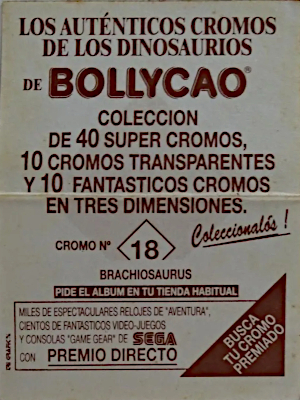 LOS AUTÉNTICOS CROMOS
DE LOS DINOSAURIOS
DE BOLLYCAO®
COLECCION
DE 40 SUPER CROMOS,
10 CROMOS TRANSPARENTES
Y 10 FANTASTICOS CROMOS
EN TRES DIMENSIONES.
Coleccionalós !
CROMO Nº 18
BRACHIOSAURUS
PIDE EL ALBUM EN TU TIENDA HABITUAL
MILES DE ESPECTACULARES RELOJES DE "AVENTURA",
CIENTOS DE FANTASTICOS VIDEO-JUEGOS
Y CONSOLAS "GAME GEAR" DE SEGA
CON PREMIO DIRECTO
BUSCA
TU CROMO
PREMIADO